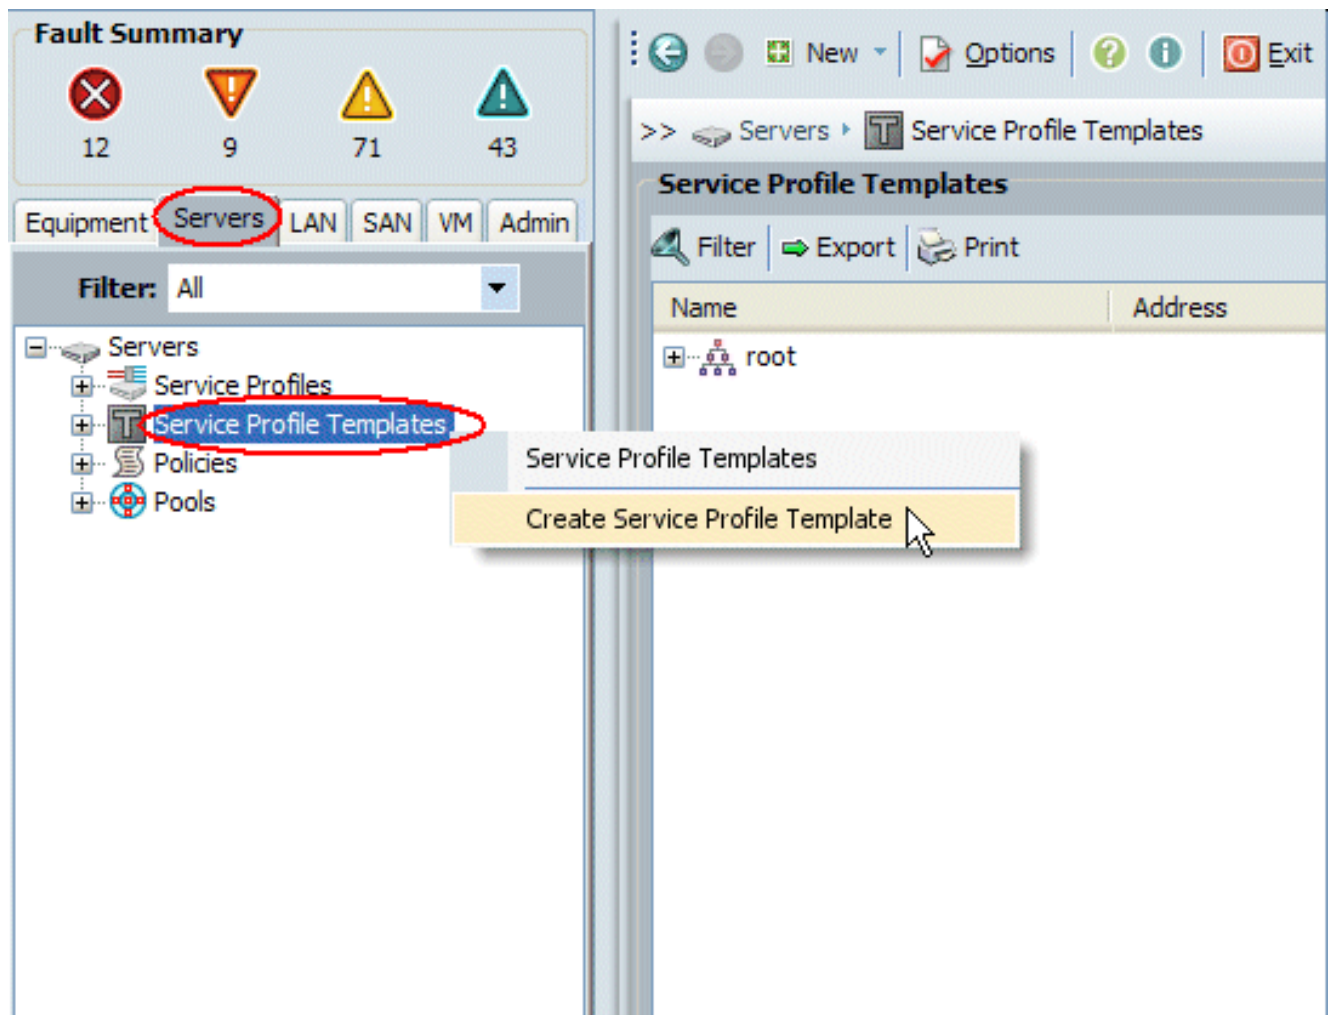 Fault Summary
12 9 71 43
Equipment Servers LAN SAN VM Admin
Filter: All
Servers
Service Profiles
Service Profile Templates
Policies
Pools
New Options ? i Exit
>> Servers Service Profile Templates
Service Profile Templates
Filter Export Print
Name Address
root
Service Profile Templates
Create Service Profile Template